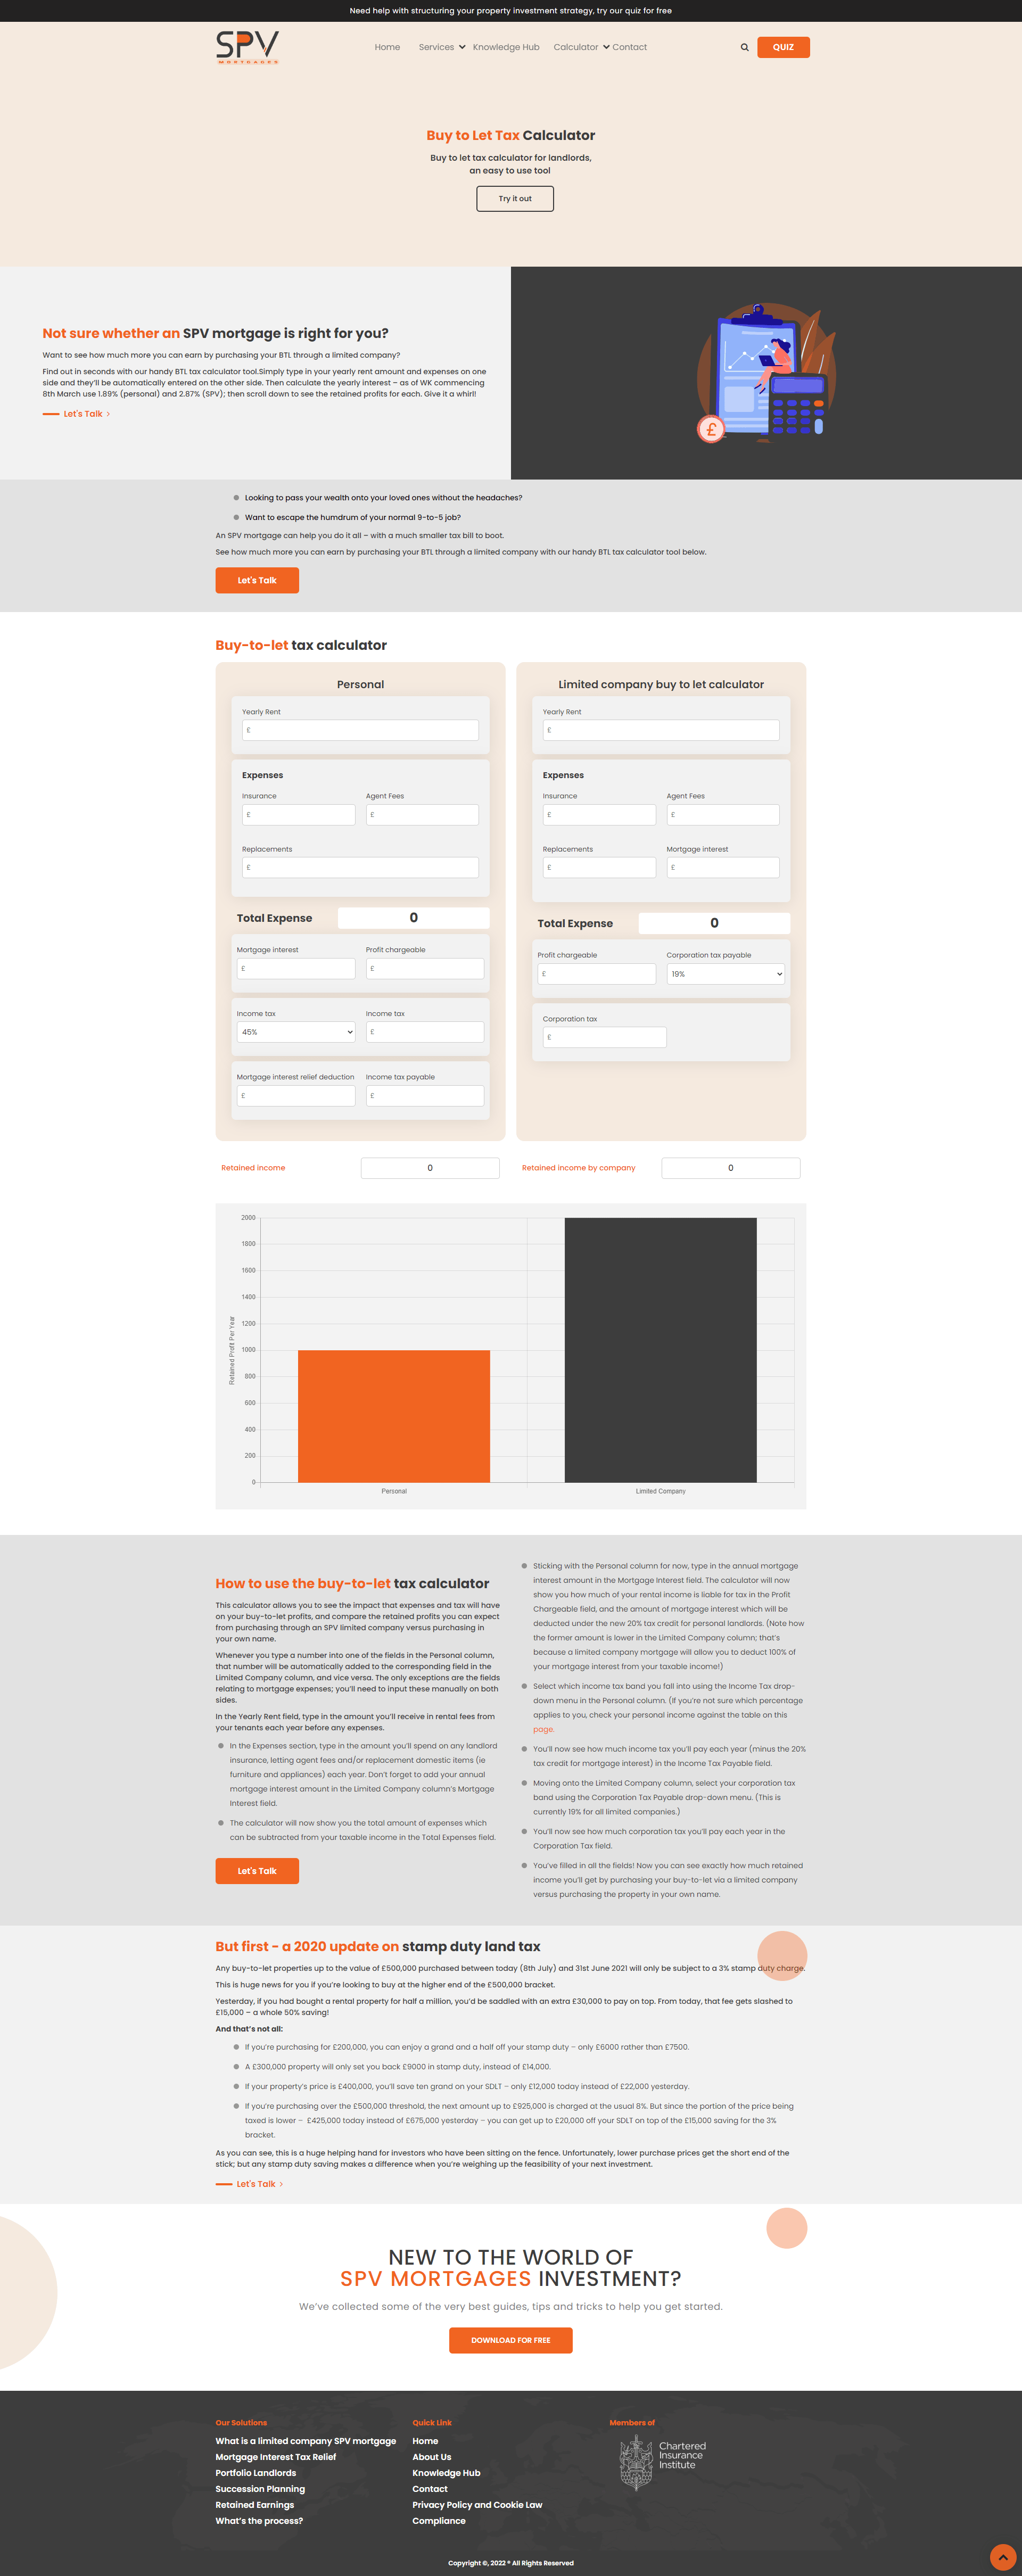 Need help with structuring your property investment strategy, try our quiz for free
SPV
MORTGAGES
Home
Services
Knowledge Hub
Calculator
Contact
QUIZ
Buy to Let Tax Calculator
Buy to let tax calculator for landlords,
an easy to use tool
Try it out
Not sure whether an SPV mortgage is right for you?
Want to see how much more you can earn by purchasing your BTL through a limited company?
Find out in seconds with our handy BTL tax calculator tool.Simply type in your yearly rent amount and expenses on one
side and they'll be automatically entered on the other side. Then calculate the yearly interest – as of WK commencing
8th March use 1.89% (personal) and 2.87% (SPV); then scroll down to see the retained profits for each. Give it a whirl!
Let's Talk >
£
Looking to pass your wealth onto your loved ones without the headaches?
Want to escape the humdrum of your normal 9-to-5 job?
An SPV mortgage can help you do it all – with a much smaller tax bill to boot.
See how much more you can earn by purchasing your BTL through a limited company with our handy BTL tax calculator tool below.
Let's Talk
Buy-to-let tax calculator
Personal
Yearly Rent
£
Expenses
Insurance
Agent Fees
£
£
Replacements
£
Total Expense
0
Mortgage interest
Profit chargeable
£
£
Income tax
Income tax
45%
£
Mortgage interest relief deduction
Income tax payable
£
£
Retained income
0
Limited company buy to let calculator
Yearly Rent
£
Expenses
Insurance
Agent Fees
£
£
Replacements
Mortgage interest
£
£
Total Expense
0
Profit chargeable
Corporation tax payable
£
19%
Corporation tax
£
Retained income by company
0
Retained Profit Per Year
2000
1800
1600
1400
1200
1000
800
600
400
200
0
Personal
Limited Company
How to use the buy-to-let tax calculator
This calculator allows you to see the impact that expenses and tax will have
on your buy-to-let profits, and compare the retained profits you can expect
from purchasing through an SPV limited company versus purchasing in
your own name.
Whenever you type a number into one of the fields in the Personal column,
that number will be automatically added to the corresponding field in the
Limited Company column, and vice versa. The only exceptions are the fields
relating to mortgage expenses; you'll need to input these manually on both
sides.
In the Yearly Rent field, type in the amount you'll receive in rental fees from
your tenants each year before any expenses.
In the Expenses section, type in the amount you'll spend on any landlord
insurance, letting agent fees and/or replacement domestic items (ie
furniture and appliances) each year. Don't forget to add your annual
mortgage interest amount in the Limited Company column's Mortgage
Interest field.
The calculator will now show you the total amount of expenses which
can be subtracted from your taxable income in the Total Expenses field.
Let's Talk
Sticking with the Personal column for now, type in the annual mortgage
interest amount in the Mortgage Interest field. The calculator will now
show you how much of your rental income is liable for tax in the Profit
Chargeable field, and the amount of mortgage interest which will be
deducted under the new 20% tax credit for personal landlords. (Note how
the former amount is lower in the Limited Company column; that's
because a limited company mortgage will allow you to deduct 100% of
your mortgage interest from your taxable income!)
Select which income tax band you fall into using the Income Tax drop-
down menu in the Personal column. (If you're not sure which percentage
applies to you, check your personal income against the table on this
page.
You'll now see how much income tax you'll pay each year (minus the 20%
tax credit for mortgage interest) in the Income Tax Payable field.
Moving onto the Limited Company column, select your corporation tax
band using the Corporation Tax Payable drop-down menu. (This is
currently 19% for all limited companies.)
You'll now see how much corporation tax you'll pay each year in the
Corporation Tax field.
You've filled in all the fields! Now you can see exactly how much retained
income you'll get by purchasing your buy-to-let via a limited company
versus purchasing the property in your own name.
But first - a 2020 update on stamp duty land tax
Any buy-to-let properties up to the value of £500,000 purchased between today (8th July) and 31st June 2021 will only be subject to a 3% stamp duty charge.
This is huge news for you if you're looking to buy at the higher end of the £500,000 bracket.
Yesterday, if you had bought a rental property for half a million, you'd be saddled with an extra £30,000 to pay on top. From today, that fee gets slashed to
£15,000 – a whole 50% saving!
And that's not all:
If you're purchasing for £200,000, you can enjoy a grand and a half off your stamp duty – only £6000 rather than £7500.
A £300,000 property will only set you back £9000 in stamp duty, instead of £14,000.
If your property's price is £400,000, you'll save ten grand on your SDLT – only £12,000 today instead of £22,000 yesterday.
If you're purchasing over the £500,000 threshold, the next amount up to £925,000 is charged at the usual 8%. But since the portion of the price being
taxed is lower – £425,000 today instead of £675,000 yesterday – you can get up to £20,000 off your SDLT on top of the £15,000 saving for the 3%
bracket.
As you can see, this is a huge helping hand for investors who have been sitting on the fence. Unfortunately, lower purchase prices get the short end of the
stick; but any stamp duty saving makes a difference when you're weighing up the feasibility of your next investment.
Let's Talk >
NEW TO THE WORLD OF
SPV MORTGAGES INVESTMENT?
We've collected some of the very best guides, tips and tricks to help you get started.
DOWNLOAD FOR FREE
Our Solutions
What is a limited company SPV mortgage
Mortgage Interest Tax Relief
Portfolio Landlords
Succession Planning
Retained Earnings
What's the process?
Quick Link
Home
About Us
Knowledge Hub
Contact
Privacy Policy and Cookie Law
Compliance
Members of
Chartered
Insurance
Institute
Copyright ©, 2022 ® All Rights Reserved